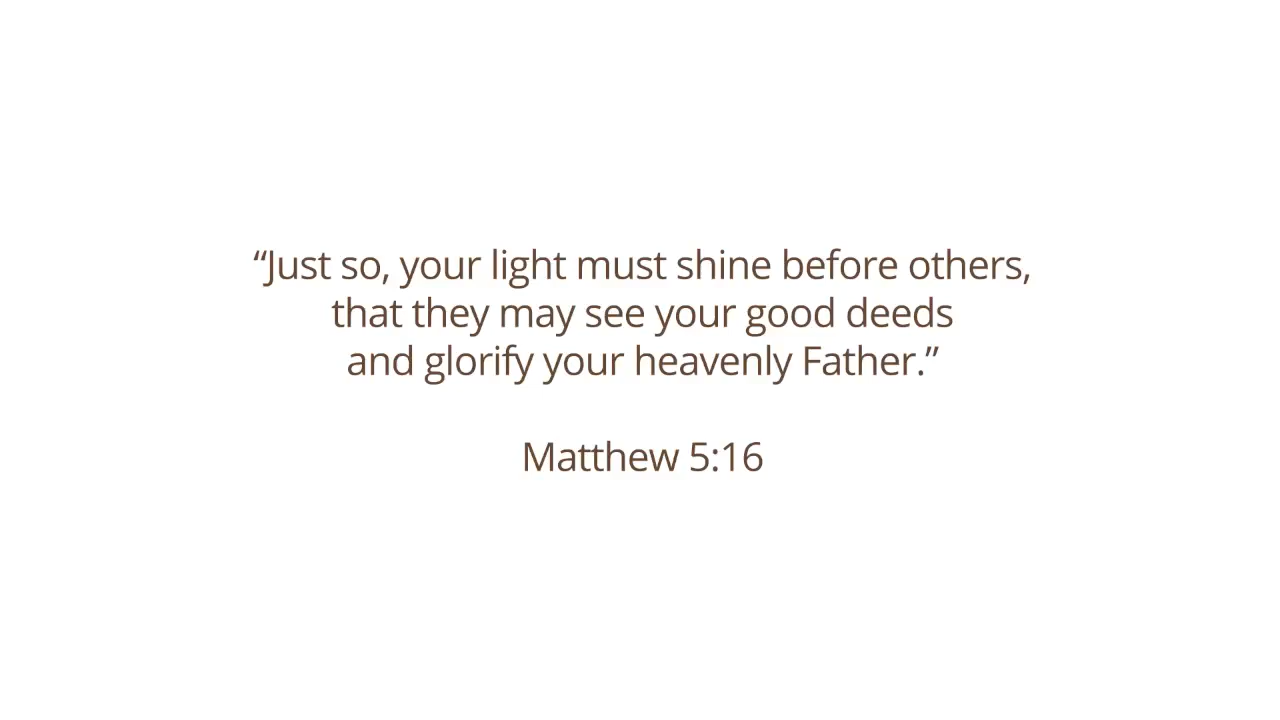 “Just so, your light must shine before others,
that they may see your good deeds
and glorify your heavenly Father.”
Matthew 5:16